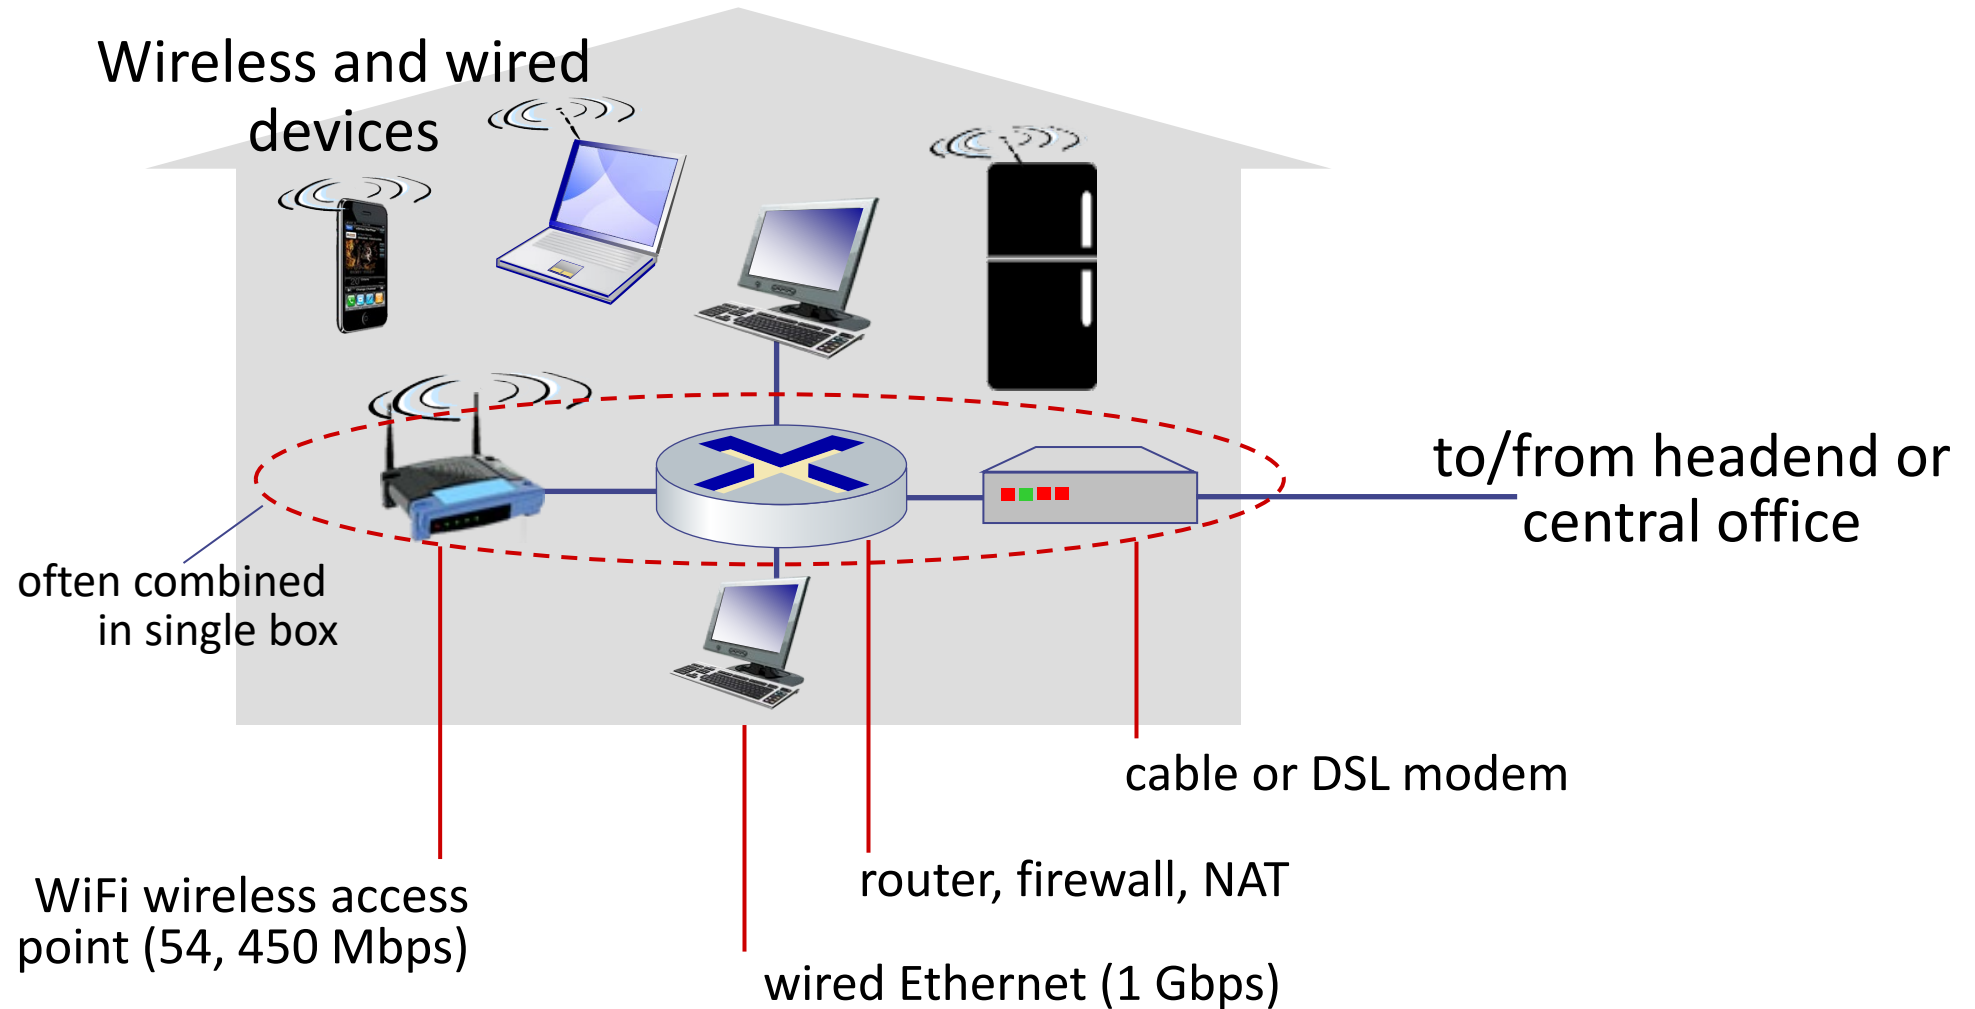 Wireless and wired
devices
to/from headend or
central office
often combined
in single box
cable or DSL modem
router, firewall, NAT
WiFi wireless access
point (54, 450 Mbps)
wired Ethernet (1 Gbps)